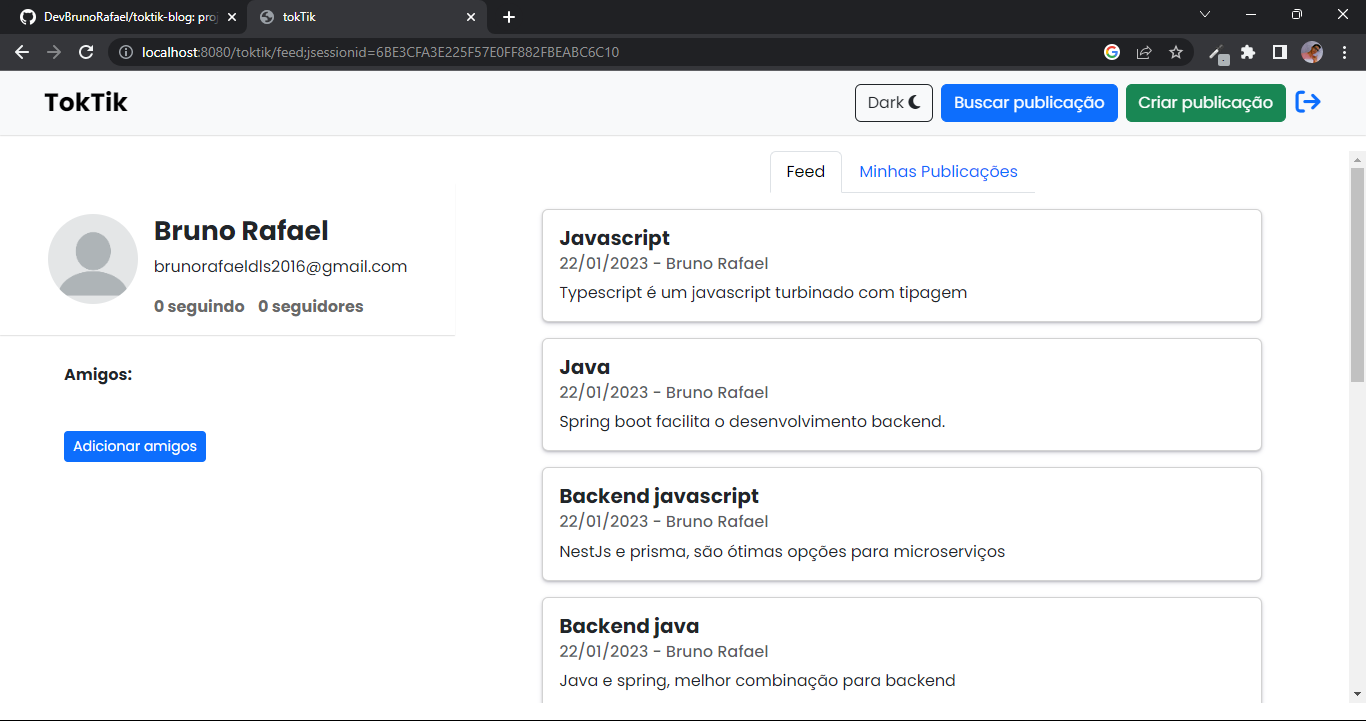 DevBrunoRafael/toktik-blog: proj
tokTik
localhost:8080/toktik/feed;jsessionid=6BE3CFA3E225F57E0FF882FBEABC6C10
TokTik
Dark
Buscar publicação
Criar publicação
Feed
Minhas Publicações
Bruno Rafael
brunorafaeldls2016@gmail.com
0 seguindo 0 seguidores
Amigos:
Adicionar amigos
Javascript
22/01/2023 - Bruno Rafael
Typescript é um javascript turbinado com tipagem
Java
22/01/2023 - Bruno Rafael
Spring boot facilita o desenvolvimento backend.
Backend javascript
22/01/2023 - Bruno Rafael
NestJs e prisma, são ótimas opções para microserviços
Backend java
22/01/2023 - Bruno Rafael
Java e spring, melhor combinação para backend